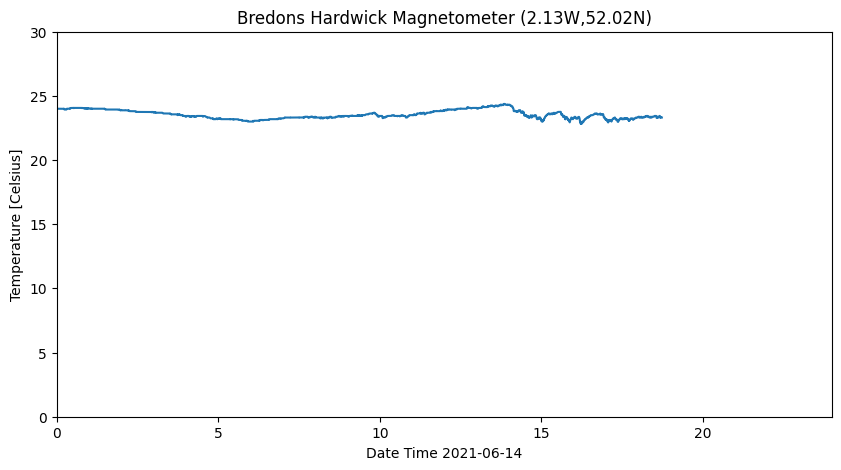 Bredons Hardwick Magnetometer (2.13W,52.02N)
30
25
20
15
10
5
0
Temperature [Celsius]
0 5 10 15 20
Date Time 2021-06-14